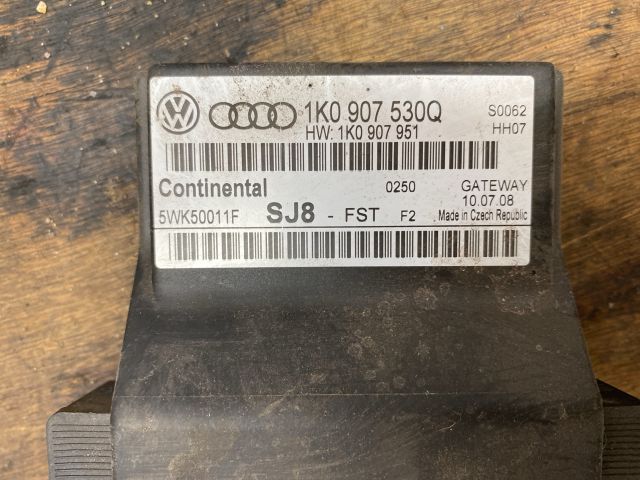 1K0 907 530Q S0062
HW: 1K0 907 951 HH07
Continental 0250 GATEWAY
10.07.08
5WK50011F SJ8 - FST F2 Made in Czech Republic